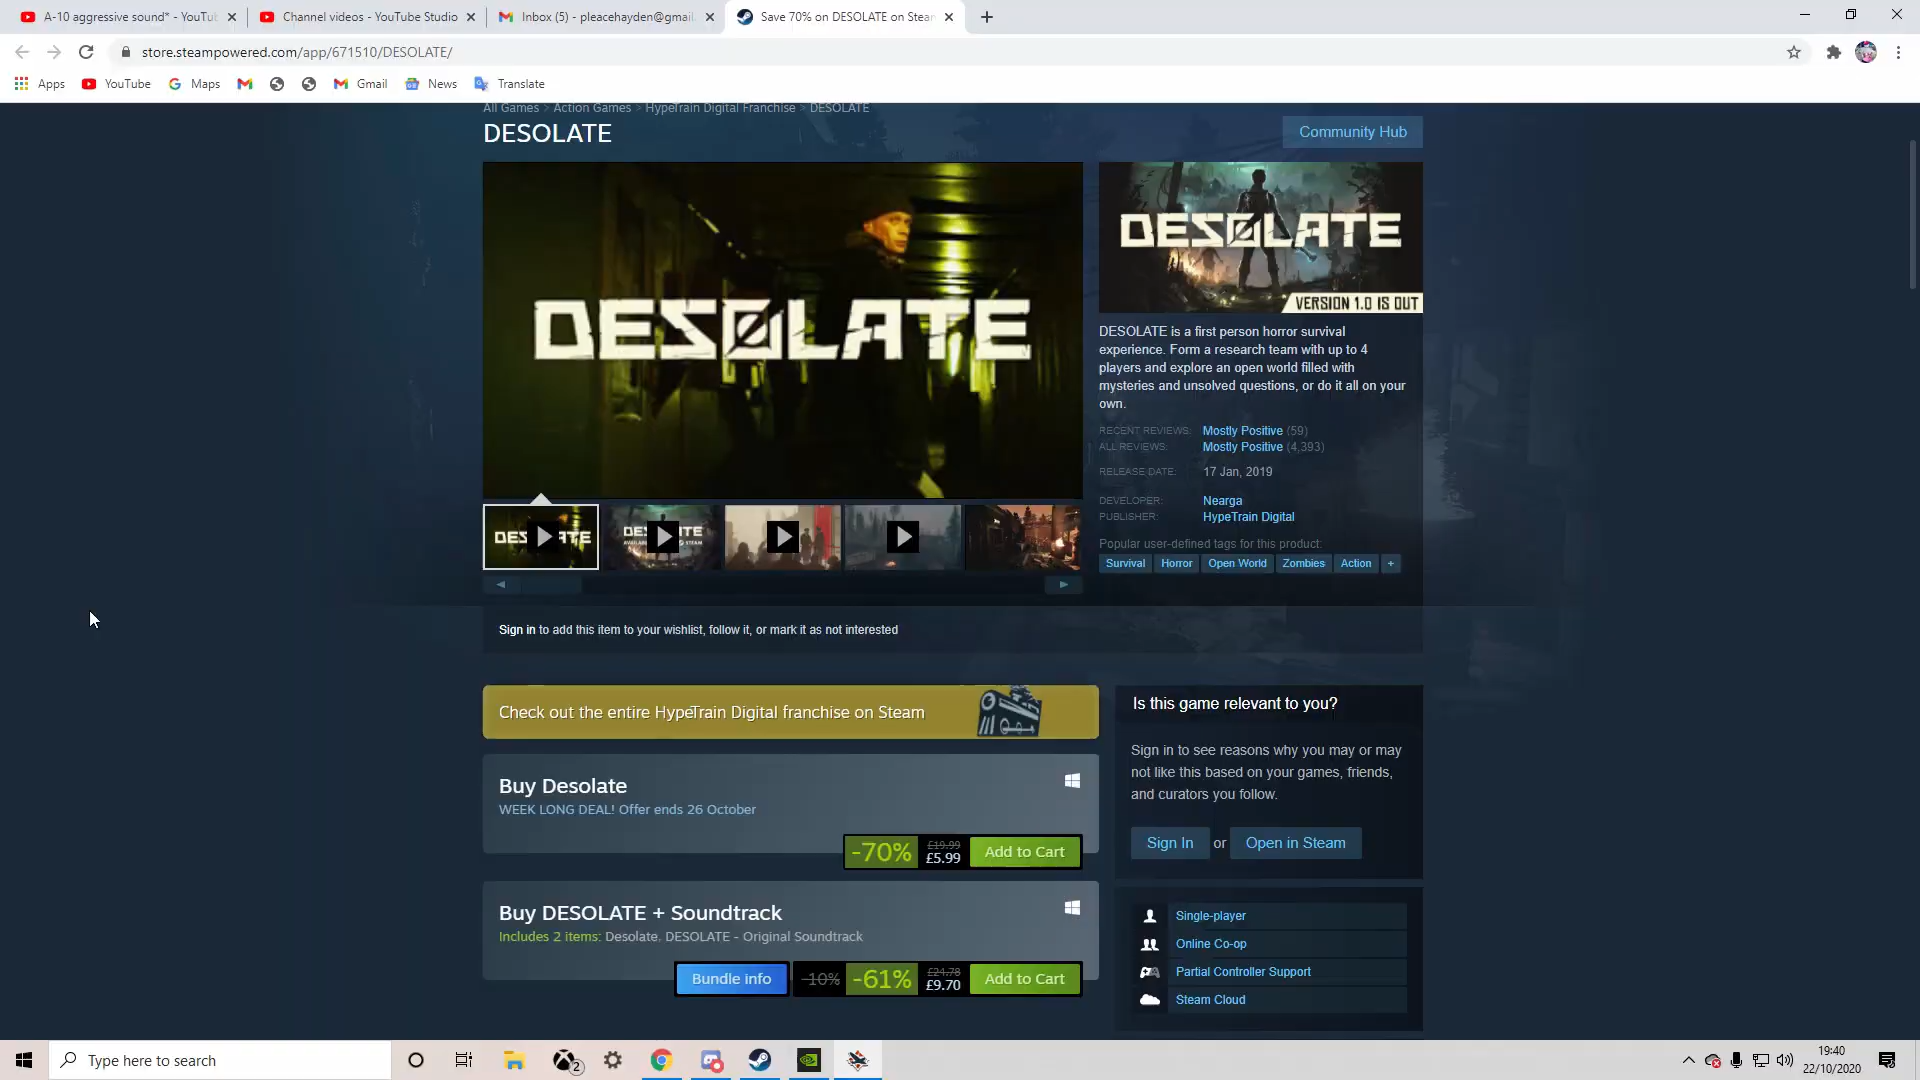 A-10 aggressive sound* - YouTu
Channel videos - YouTube Studio
Inbox (5) - pleacehayden@gmail
Save 70% on DESOLATE on Stean
store.steampowered.com/app/671510/DESOLATE/
Apps
YouTube
Maps
Gmail
News
Translate
All Games > Action Games > HypeTrain Digital Franchise > DESOLATE
DESOLATE
Community Hub
DESOLATE
DESOLATE
VERSION 1.0 IS OUT
DESOLATE is a first person horror survival
experience. Form a research team with up to 4
players and explore an open world filled with
mysteries and unsolved questions, or do it all on your
own.
RECENT REVIEWS: Mostly Positive (59)
ALL REVIEWS: Mostly Positive (4,393)
RELEASE DATE: 17 Jan, 2019
DEVELOPER: Nearga
PUBLISHER: HypeTrain Digital
Popular user-defined tags for this product:
Survival Horror Open World Zombies Action +
Sign in to add this item to your wishlist, follow it, or mark it as not interested
Check out the entire HypeTrain Digital franchise on Steam
Buy Desolate
WEEK LONG DEAL! Offer ends 26 October
-70% £19.99 £5.99 Add to Cart
Buy DESOLATE + Soundtrack
Includes 2 items: Desolate, DESOLATE - Original Soundtrack
Bundle info -10% -61% £24.78 £9.70 Add to Cart
Is this game relevant to you?
Sign in to see reasons why you may or may
not like this based on your games, friends,
and curators you follow.
Sign In or Open in Steam
Single-player
Online Co-op
Partial Controller Support
Steam Cloud
Type here to search
2
19:40
22/10/2020